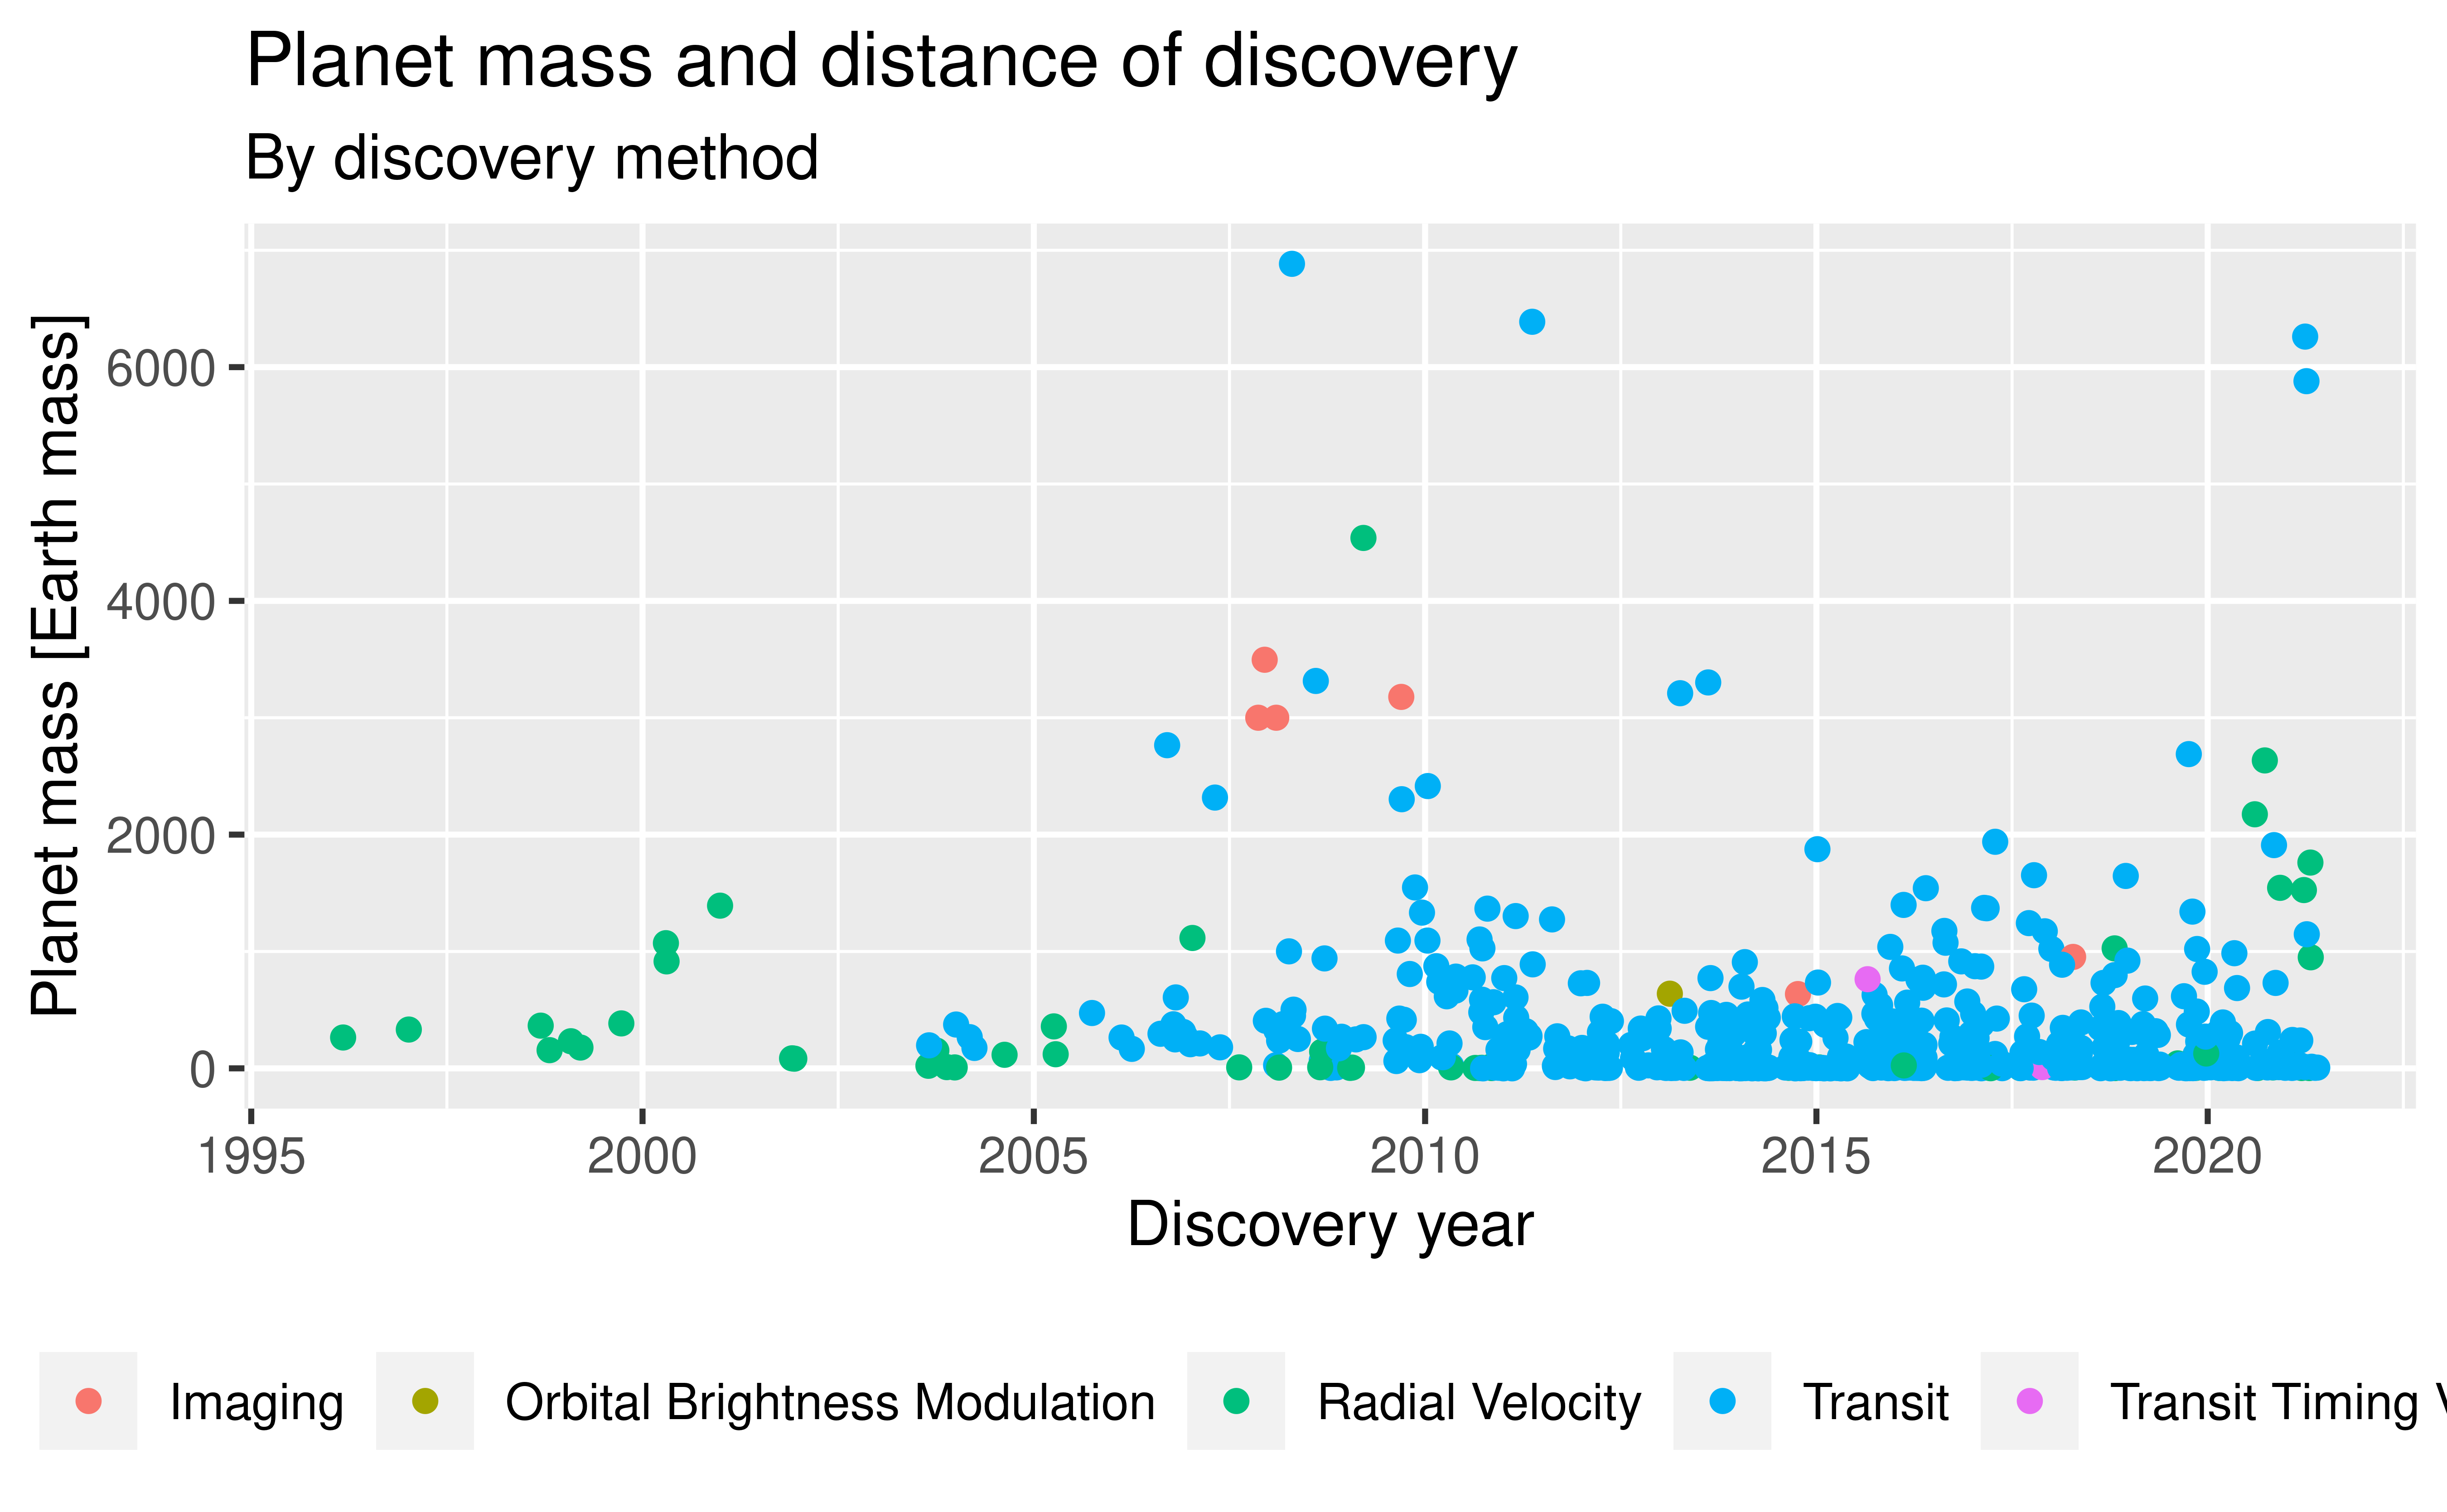 Planet mass and distance of discovery
By discovery method
Planet mass [Earth mass]
6000
4000
2000
0
1995 2000 2005 2010 2015 2020
Discovery year
Imaging Orbital Brightness Modulation Radial Velocity Transit Transit Timing